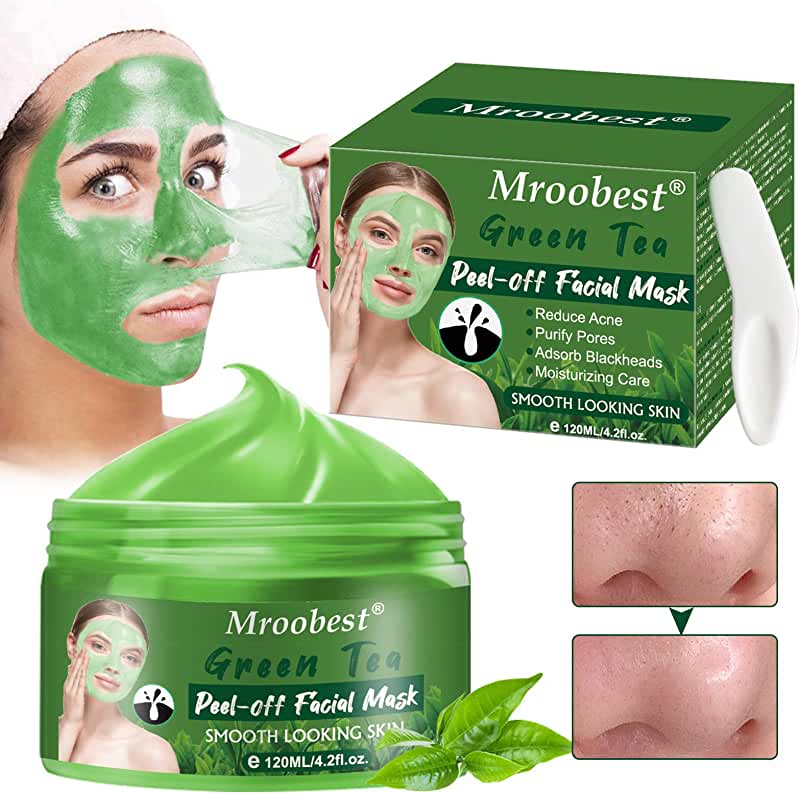 Mroobest®
Mroobest®
Green Tea
Peel-off Facial Mask
•Reduce Acne
•Purify Pores
•Adsorb Blackheads
•Moisturizing Care
SMOOTH LOOKING SKIN
e 120ML/4.2fl.oz.
Mroobest®
Green Tea
Peel-off Facial Mask
SMOOTH LOOKING SKIN
e 120ML/4.2fl.oz.